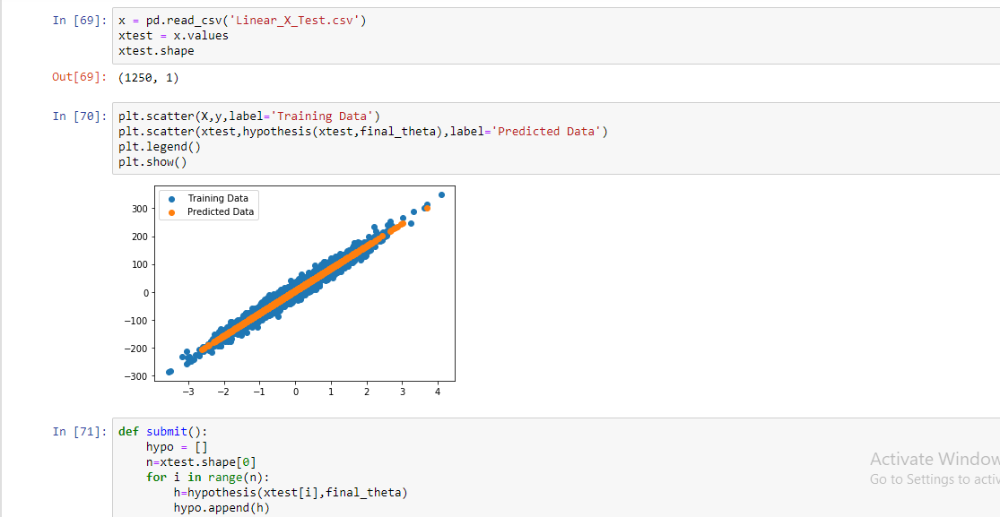 In [69]: x = pd.read_csv('Linear_X_Test.csv')
xtest = x.values
xtest.shape
Out[69]: (1250, 1)
In [70]: plt.scatter(X,y,label='Training Data')
plt.scatter(xtest,hypothesis(xtest,final_theta),label='Predicted Data')
plt.legend()
plt.show()
Training Data
Predicted Data
300
200
100
0
−100
−200
−300
−3 −2 −1 0 1 2 3 4
In [71]: def submit():
hypo = []
n=xtest.shape[0]
for i in range(n):
h=hypothesis(xtest[i],final_theta)
hypo.append(h)
Activate Window
Go to Settings to activ